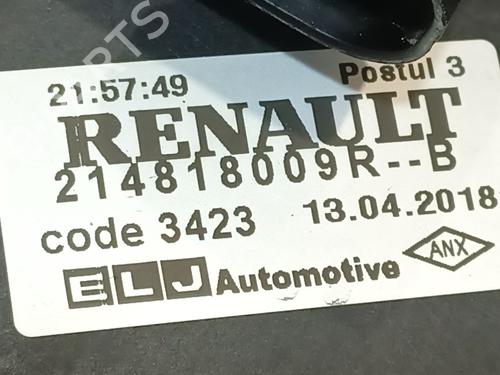 21:57:49 Postul 3
RENAULT
214818009R--B
code 3423 13.04.2018
ELJ Automotive ANX